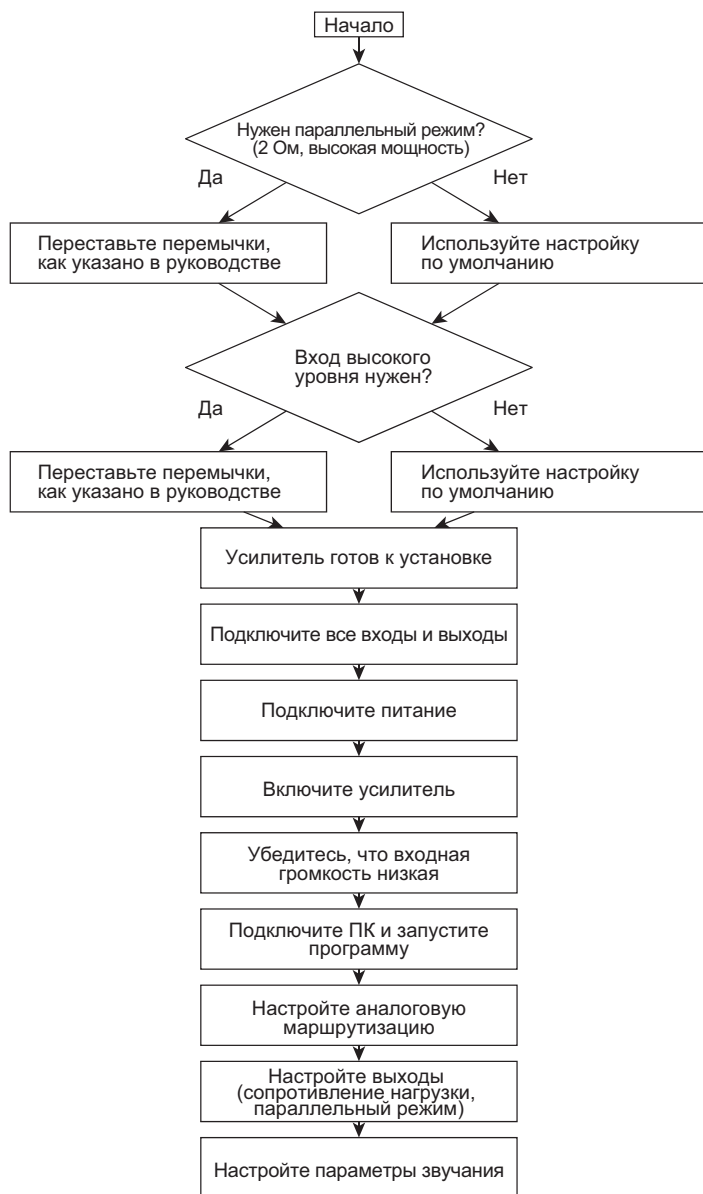 Начало
Нужен параллельный режим?
(2 Ом, высокая мощность)
Да
Нет
Переставьте перемычки,
как указано в руководстве
Используйте настройку
по умолчанию
Вход высокого
уровня нужен?
Да
Нет
Переставьте перемычки,
как указано в руководстве
Используйте настройку
по умолчанию
Усилитель готов к установке
Подключите все входы и выходы
Подключите питание
Включите усилитель
Убедитесь, что входная
громкость низкая
Подключите ПК и запустите
программу
Настройте аналоговую
маршрутизацию
Настройте выходы
(сопротивление нагрузки,
параллельный режим)
Настройте параметры звучания